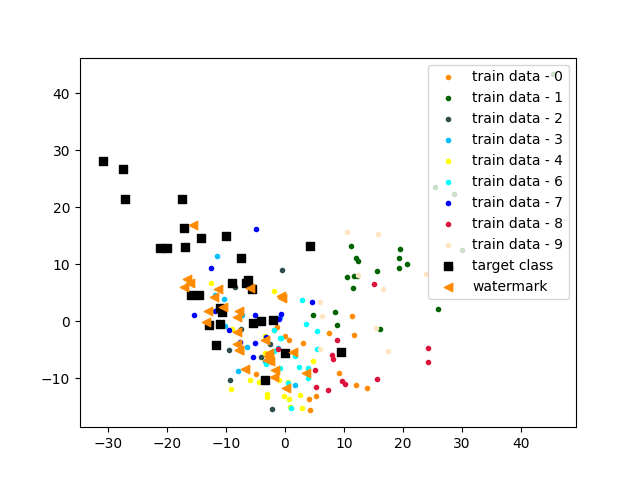 40
30
20
10
0
−10
−30
−20
−10
0
10
20
30
40
train data - 0
train data - 1
train data - 2
train data - 3
train data - 4
train data - 6
train data - 7
train data - 8
train data - 9
target class
watermark